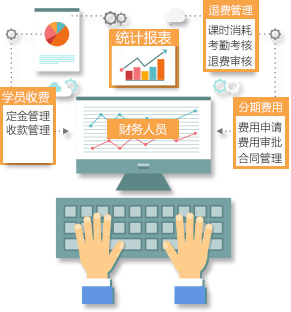 退费管理
课时消耗
考勤考核
退费审核
统计报表
学员收费
定金管理
收款管理
分期费用
费用申请
费用审批
合同管理
财务人员